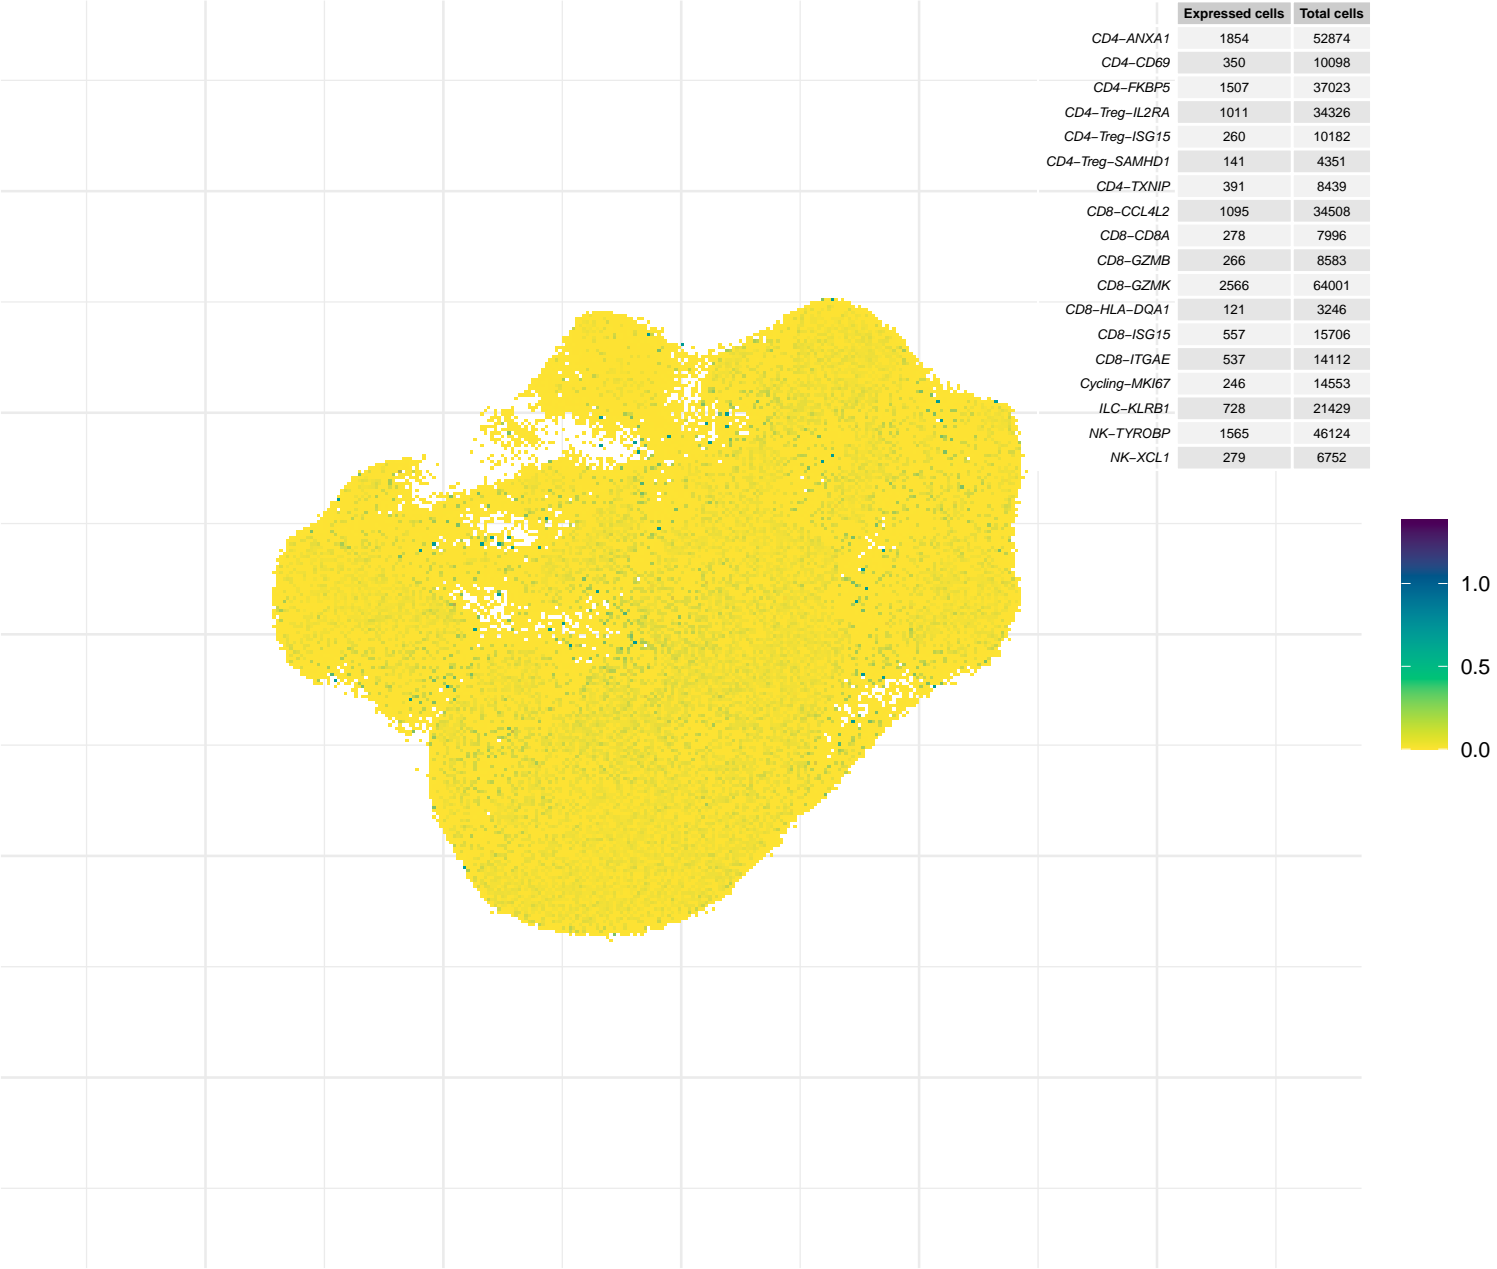 Expressed cells Total cells
CD4−ANXA1 1854 52874
CD4−CD69 350 10098
CD4−FKBP5 1507 37023
CD4−Treg−IL2RA 1011 34326
CD4−Treg−ISG15 260 10182
CD4−Treg−SAMHD1 141 4351
CD4−TXNIP 391 8439
CD8−CCL4L2 1095 34508
CD8−CD8A 278 7996
CD8−GZMB 266 8583
CD8−GZMK 2566 64001
CD8−HLA−DQA1 121 3246
CD8−ISG15 557 15706
CD8−ITGAE 537 14112
Cycling−MKI67 246 14553
ILC−KLRB1 728 21429
NK−TYROBP 1565 46124
NK−XCL1 279 6752
1.0
0.5
0.0